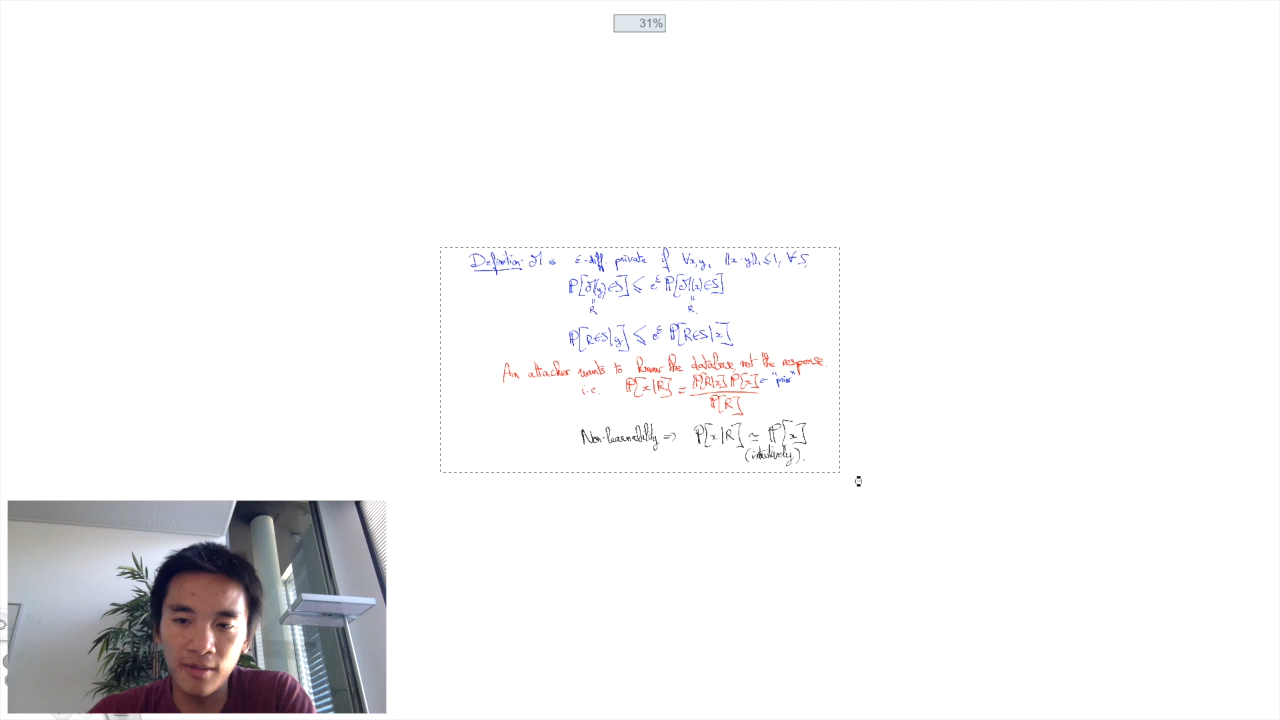 31%
Definition: M is ε-diff. private if ∀x,y, ||x-y||₁ ≤ 1, ∀ S,
P[M(y)∈S] ≤ e^ε P[M(x)∈S]
" "
R R.
P[R∈S|y] ≤ e^ε P[R∈S|x]
An attacker wants to know the database, not the response
i.e. P[x|R] = P[R|x] P[x] / P[R] ← "prior"
Non-learnability => P[x|R] ≃ P[x]
(intuitively).